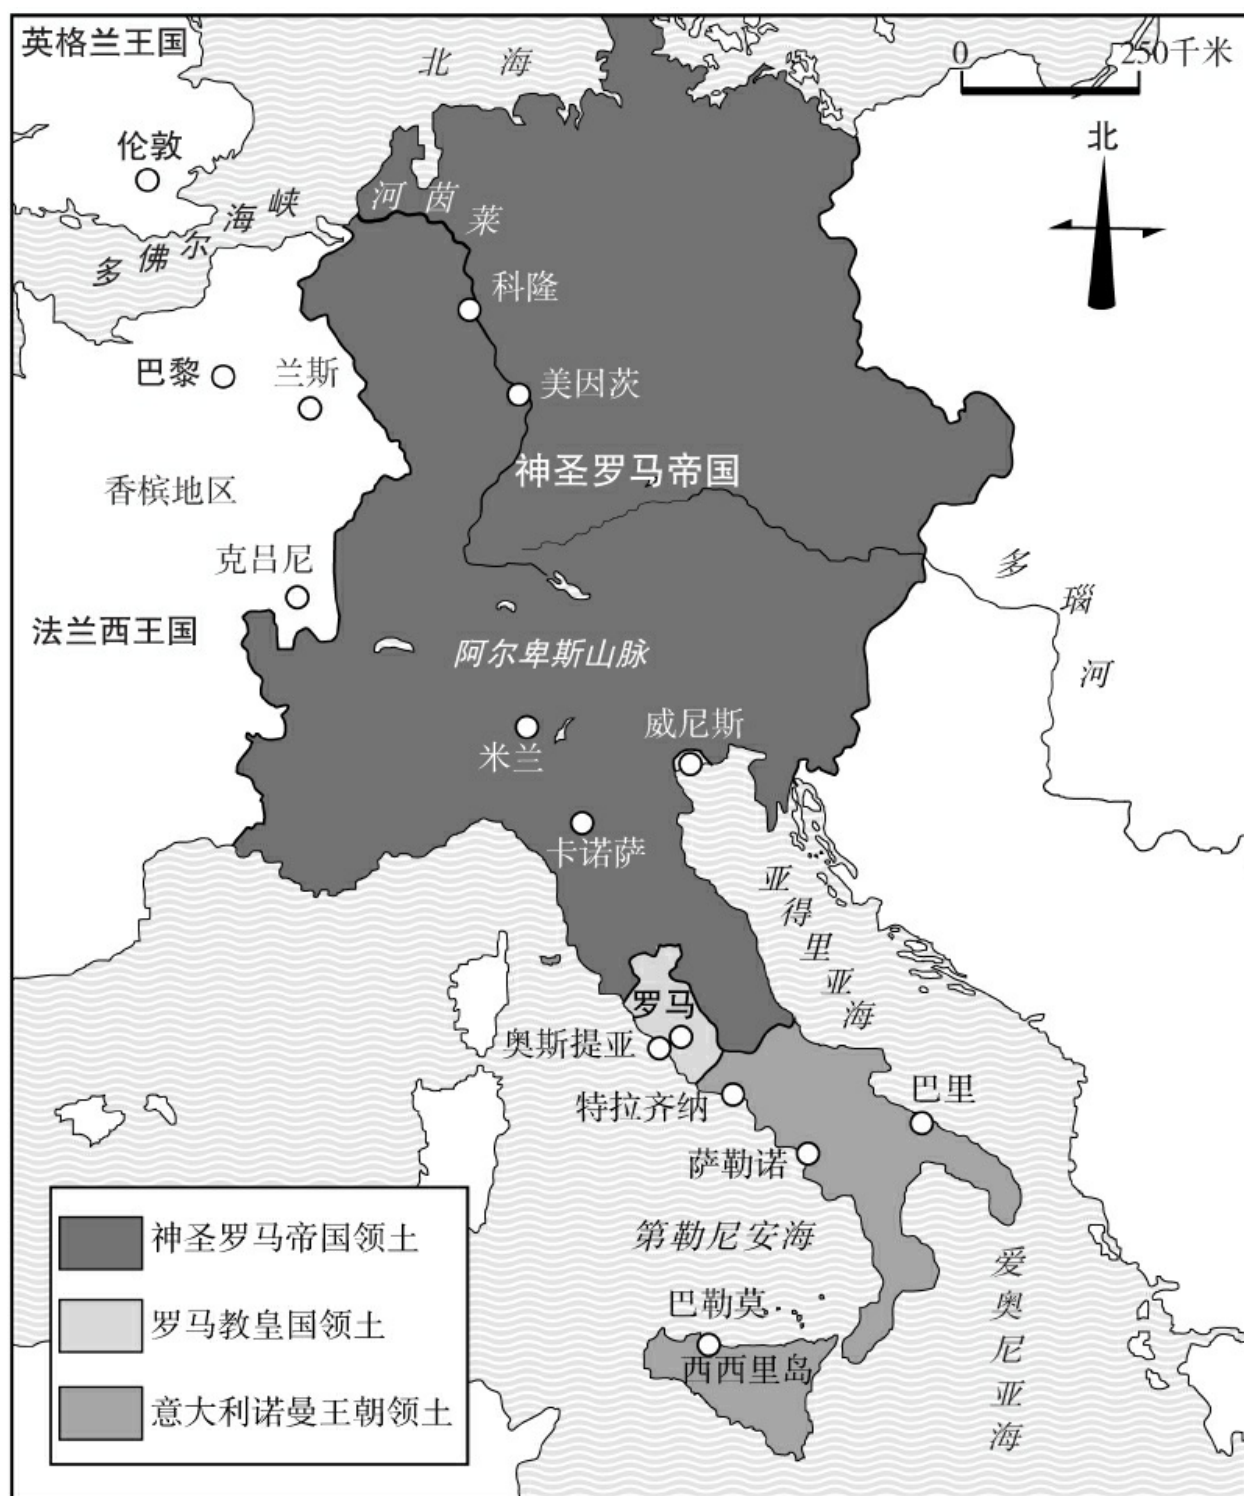 英格兰王国
北海
0
250千米
北
伦敦
河茵莱
多佛尔海峡
科隆
巴黎
兰斯
美因茨
神圣罗马帝国
香槟地区
克吕尼
多瑙河
法兰西王国
阿尔卑斯山脉
威尼斯
米兰
卡诺萨
亚得里亚海
罗马
奥斯提亚
特拉齐纳
巴里
萨勒诺
第勒尼安海
爱奥尼亚海
巴勒莫
西西里岛
神圣罗马帝国领土
罗马教皇国领土
意大利诺曼王朝领土